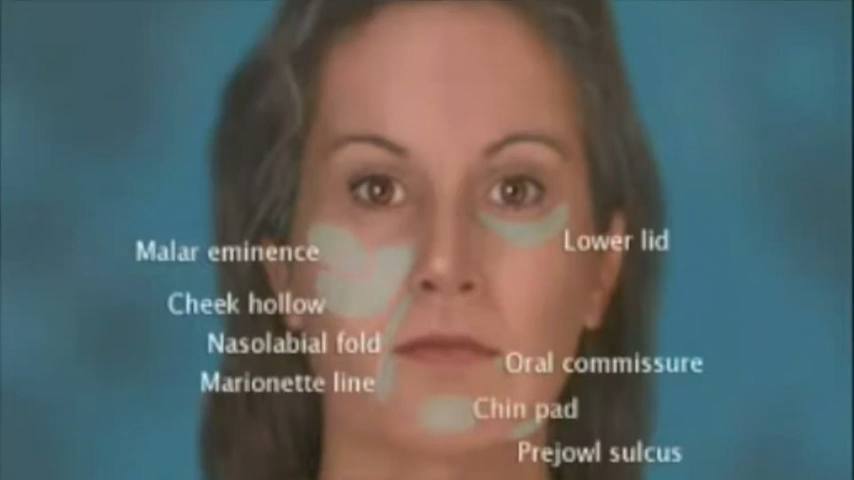 Malar eminence
Lower lid
Cheek hollow
Nasolabial fold
Marionette line
Oral commissure
Chin pad
Prejowl sulcus